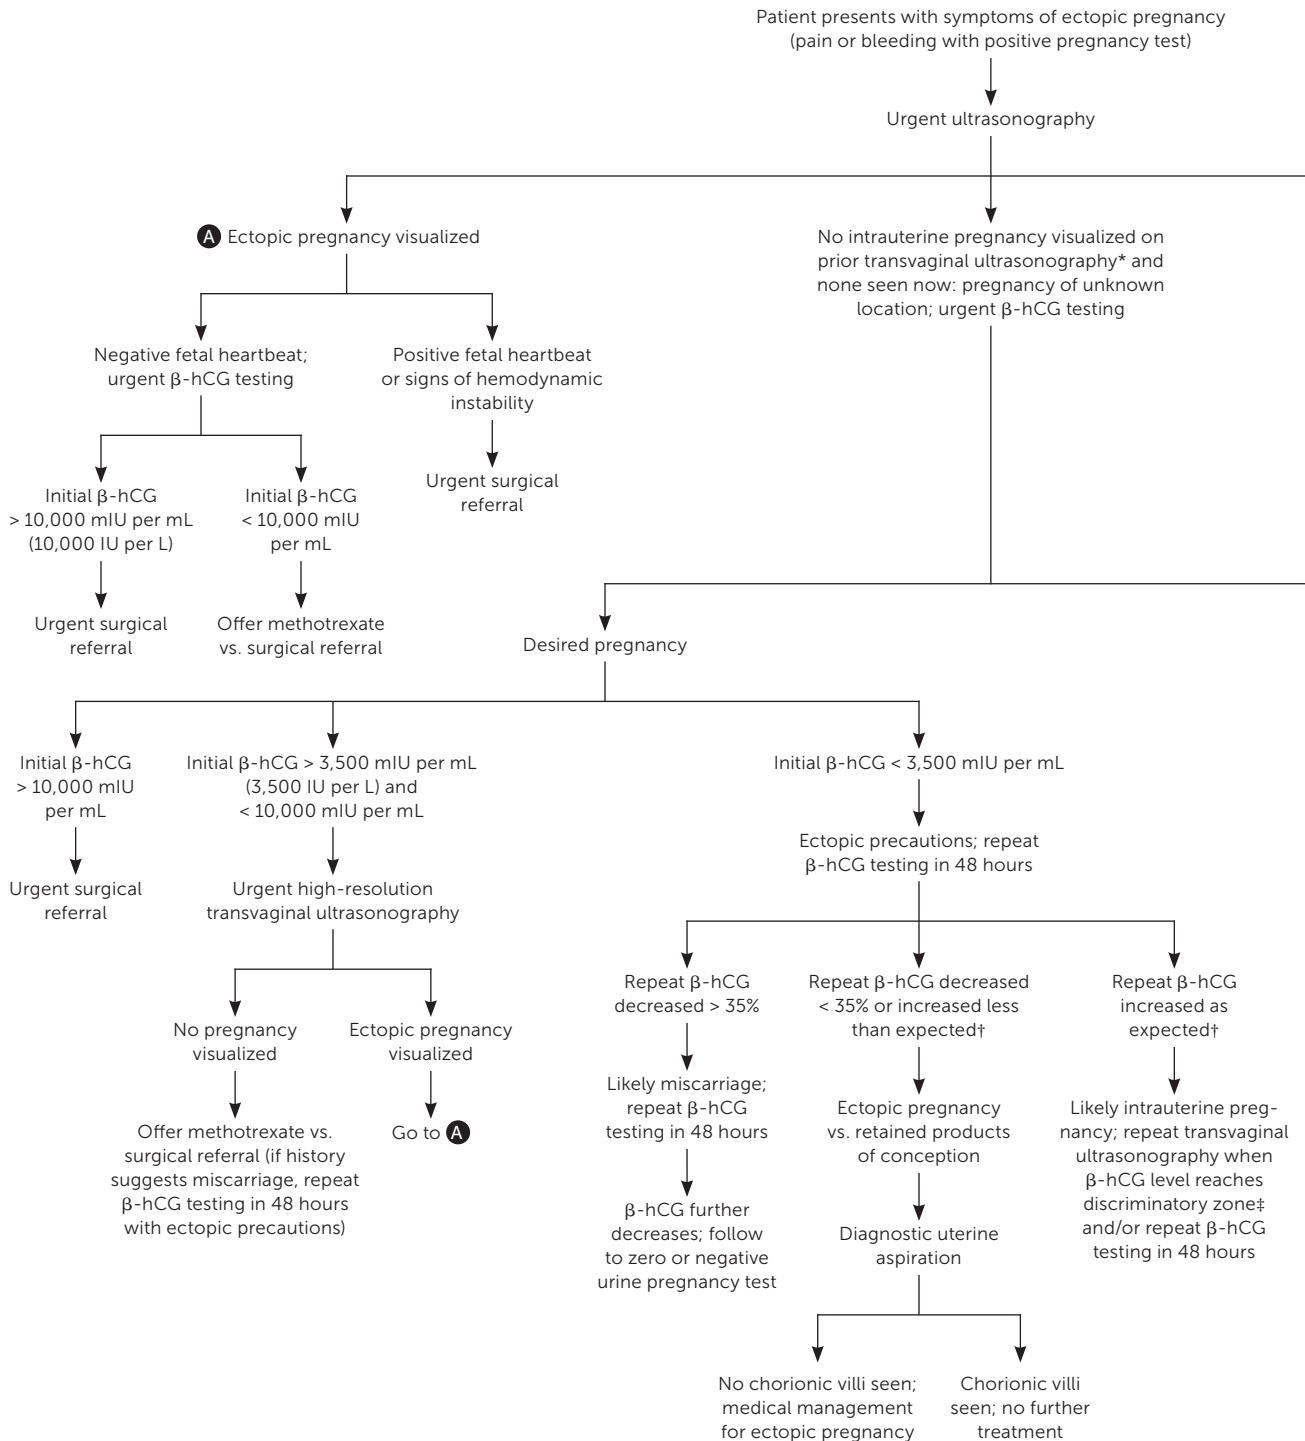 Patient presents with symptoms of ectopic pregnancy
(pain or bleeding with positive pregnancy test)
Urgent ultrasonography
A Ectopic pregnancy visualized
No intrauterine pregnancy visualized on
prior transvaginal ultrasonography* and
none seen now: pregnancy of unknown
location; urgent β-hCG testing
Negative fetal heartbeat;
urgent β-hCG testing
Positive fetal heartbeat
or signs of hemodynamic
instability
Initial β-hCG
> 10,000 mIU per mL
(10,000 IU per L)
Initial β-hCG
< 10,000 mIU
per mL
Urgent surgical
referral
Urgent surgical
referral
Offer methotrexate
vs. surgical referral
Desired pregnancy
Initial β-hCG
> 10,000 mIU
per mL
Initial β-hCG > 3,500 mIU per mL
(3,500 IU per L) and
< 10,000 mIU per mL
Initial β-hCG < 3,500 mIU per mL
Urgent surgical
referral
Urgent high-resolution
transvaginal ultrasonography
Ectopic precautions; repeat
β-hCG testing in 48 hours
No pregnancy
visualized
Ectopic pregnancy
visualized
Offer methotrexate vs.
surgical referral (if history
suggests miscarriage, repeat
β-hCG testing in 48 hours
with ectopic precautions)
Go to A
Repeat β-hCG
decreased > 35%
Repeat β-hCG decreased
< 35% or increased less
than expected†
Repeat β-hCG
increased as
expected†
Likely miscarriage;
repeat β-hCG
testing in 48 hours
Ectopic pregnancy
vs. retained products
of conception
Likely intrauterine preg-
nancy; repeat transvaginal
ultrasonography when
β-hCG level reaches
discriminatory zone‡
and/or repeat β-hCG
testing in 48 hours
β-hCG further
decreases; follow
to zero or negative
urine pregnancy test
Diagnostic uterine
aspiration
No chorionic villi seen;
medical management
for ectopic pregnancy
Chorionic villi
seen; no further
treatment